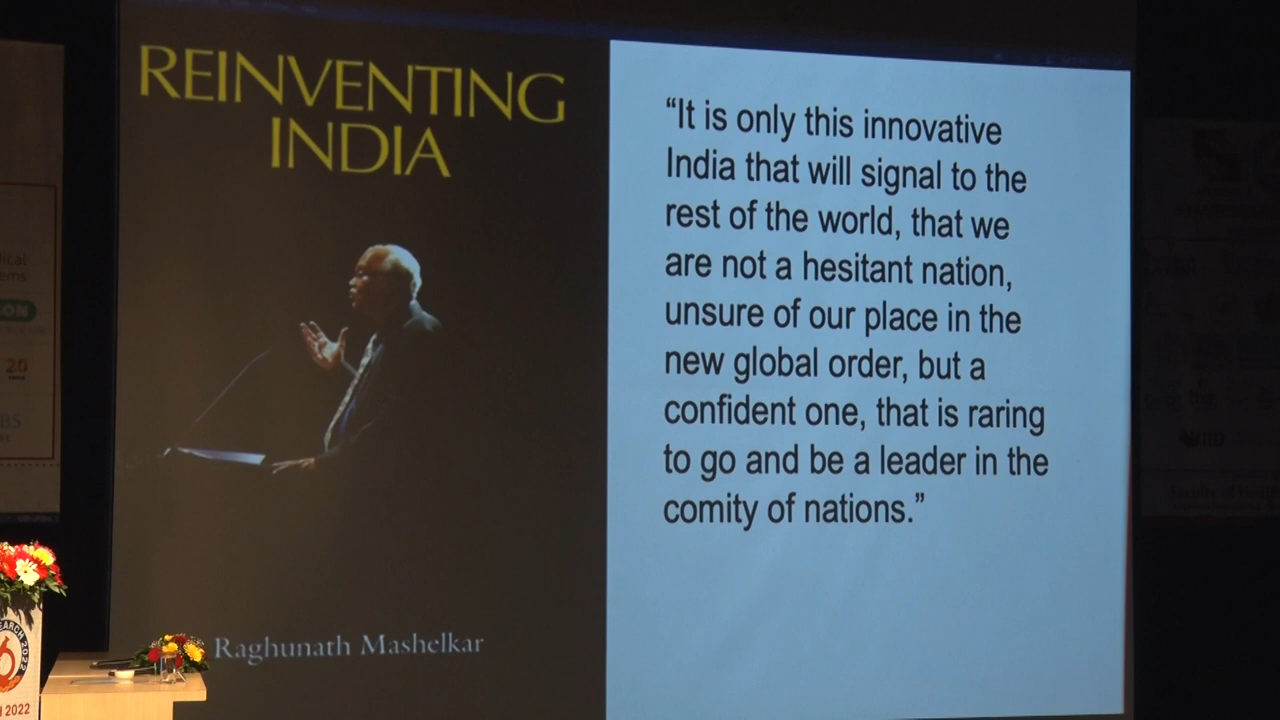 REINVENTING
INDIA
Raghunath Mashelkar
“It is only this innovative
India that will signal to the
rest of the world, that we
are not a hesitant nation,
unsure of our place in the
new global order, but a
confident one, that is raring
to go and be a leader in the
comity of nations.”
2022